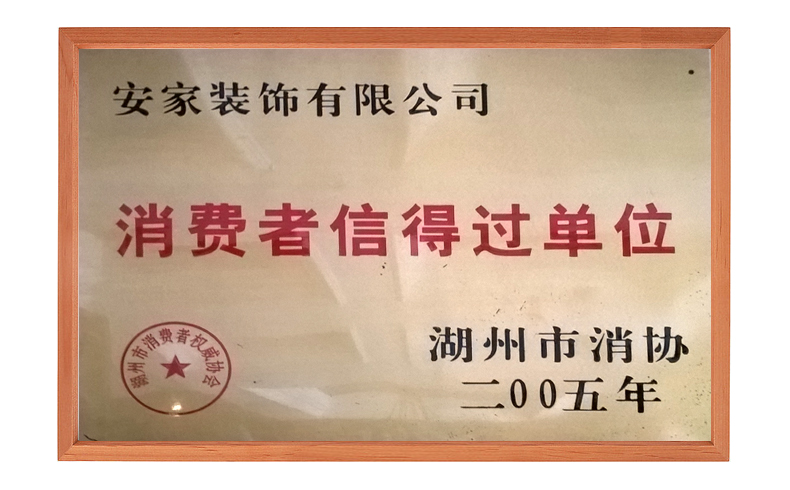 安家装饰有限公司
消费者信得过单位
湖州市消费者权威协会
湖州市消协
二00五年